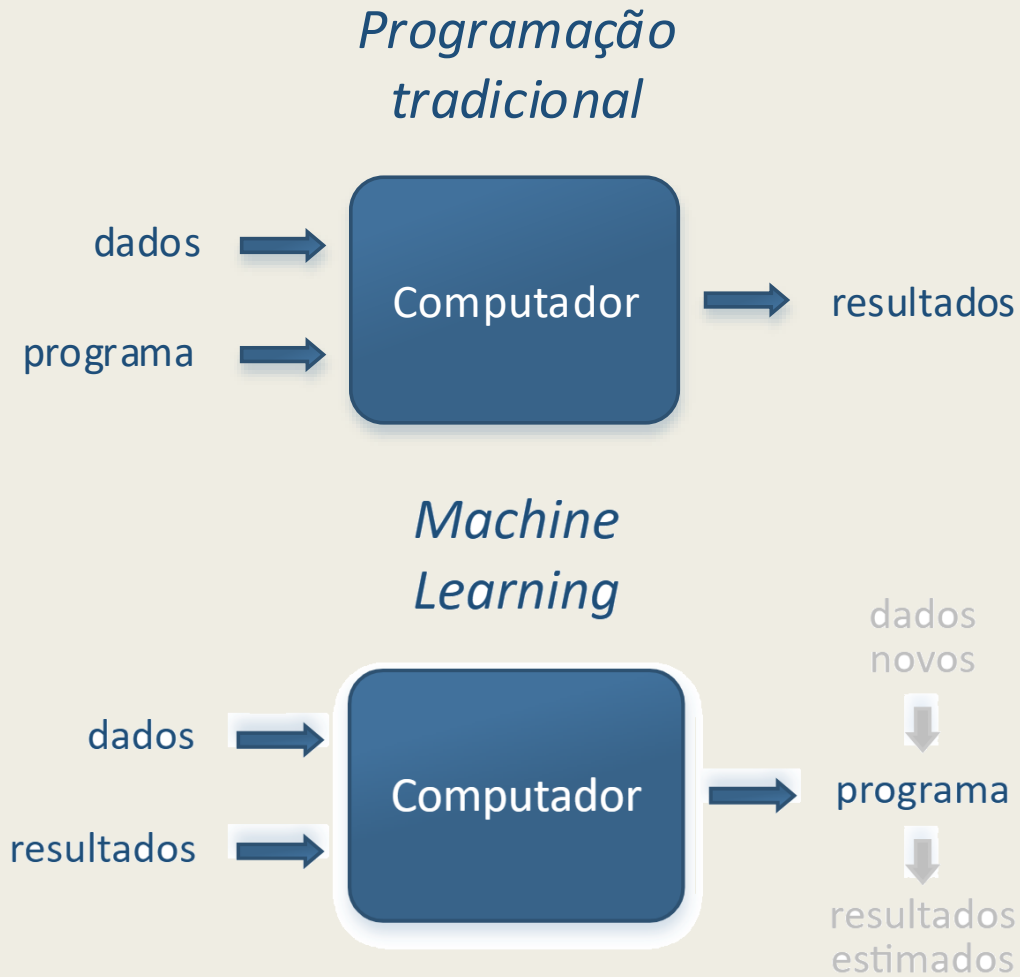 Programação
tradicional
dados
Computador
resultados
programa
Machine
Learning
dados
novos
dados
Computador
programa
resultados
resultados
estimados